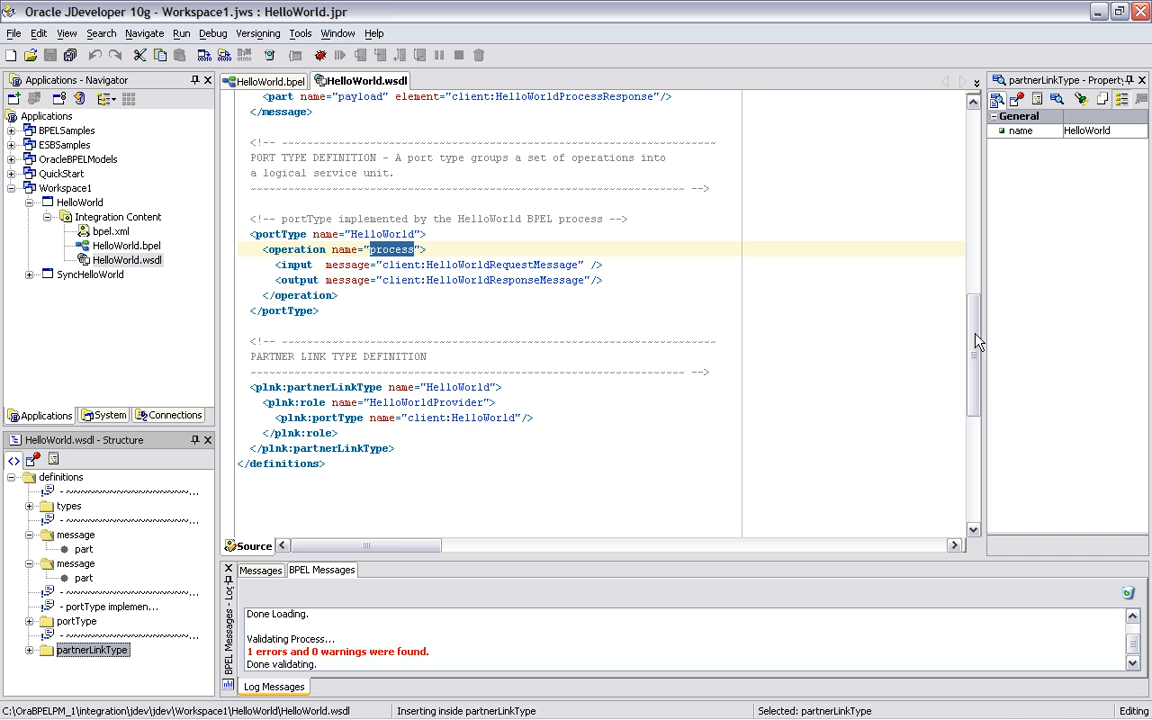 Oracle JDeveloper 10g - Workspace1.jws : HelloWorld.jpr
File Edit View Search Navigate Run Debug Versioning Tools Window Help
Applications - Navigator
Applications
BPELSamples
ESBSamples
OracleBPELModels
QuickStart
Workspace1
HelloWorld
Integration Content
bpel.xml
HelloWorld.bpel
HelloWorld.wsdl
SyncHelloWorld
Applications System Connections
HelloWorld.wsdl - Structure
definitions
- ~~~~~~~~~~~~~~~~~~~~...
types
- ~~~~~~~~~~~~~~~~~~~~...
message
part
message
part
- ~~~~~~~~~~~~~~~~~~~~...
- portType implemen...
portType
- ~~~~~~~~~~~~~~~~~~~~...
partnerLinkType
HelloWorld.bpel HelloWorld.wsdl
<part name="payload" element="client:HelloWorldProcessResponse"/>
</message>
<!-- ~~~~~~~~~~~~~~~~~~~~~~~~~~~~~~~~~~~~~~~~~~~~~~~~~~~~~~~~~~~~~~~~~~~~~
PORT TYPE DEFINITION - A port type groups a set of operations into
a logical service unit.
~~~~~~~~~~~~~~~~~~~~~~~~~~~~~~~~~~~~~~~~~~~~~~~~~~~~~~~~~~~~~~~~~~~~~ -->
<!-- portType implemented by the HelloWorld BPEL process -->
<portType name="HelloWorld">
<operation name="process">
<input  message="client:HelloWorldRequestMessage" />
<output message="client:HelloWorldResponseMessage"/>
</operation>
</portType>
<!-- ~~~~~~~~~~~~~~~~~~~~~~~~~~~~~~~~~~~~~~~~~~~~~~~~~~~~~~~~~~~~~~~~~~~~~
PARTNER LINK TYPE DEFINITION
~~~~~~~~~~~~~~~~~~~~~~~~~~~~~~~~~~~~~~~~~~~~~~~~~~~~~~~~~~~~~~~~~~~~~ -->
<plnk:partnerLinkType name="HelloWorld">
<plnk:role name="HelloWorldProvider">
<plnk:portType name="client:HelloWorld"/>
</plnk:role>
</plnk:partnerLinkType>
</definitions>
Source
partnerLinkType - Property
General
name HelloWorld
BPEL Messages - Log
Messages BPEL Messages
Done Loading.
Validating Process...
1 errors and 0 warnings were found.
Done validating.
Log Messages
C:\OraBPELPM_1\integration\jdev\jdev\Workspace1\HelloWorld\HelloWorld.wsdl Inserting inside partnerLinkType Selected: partnerLinkType Editing